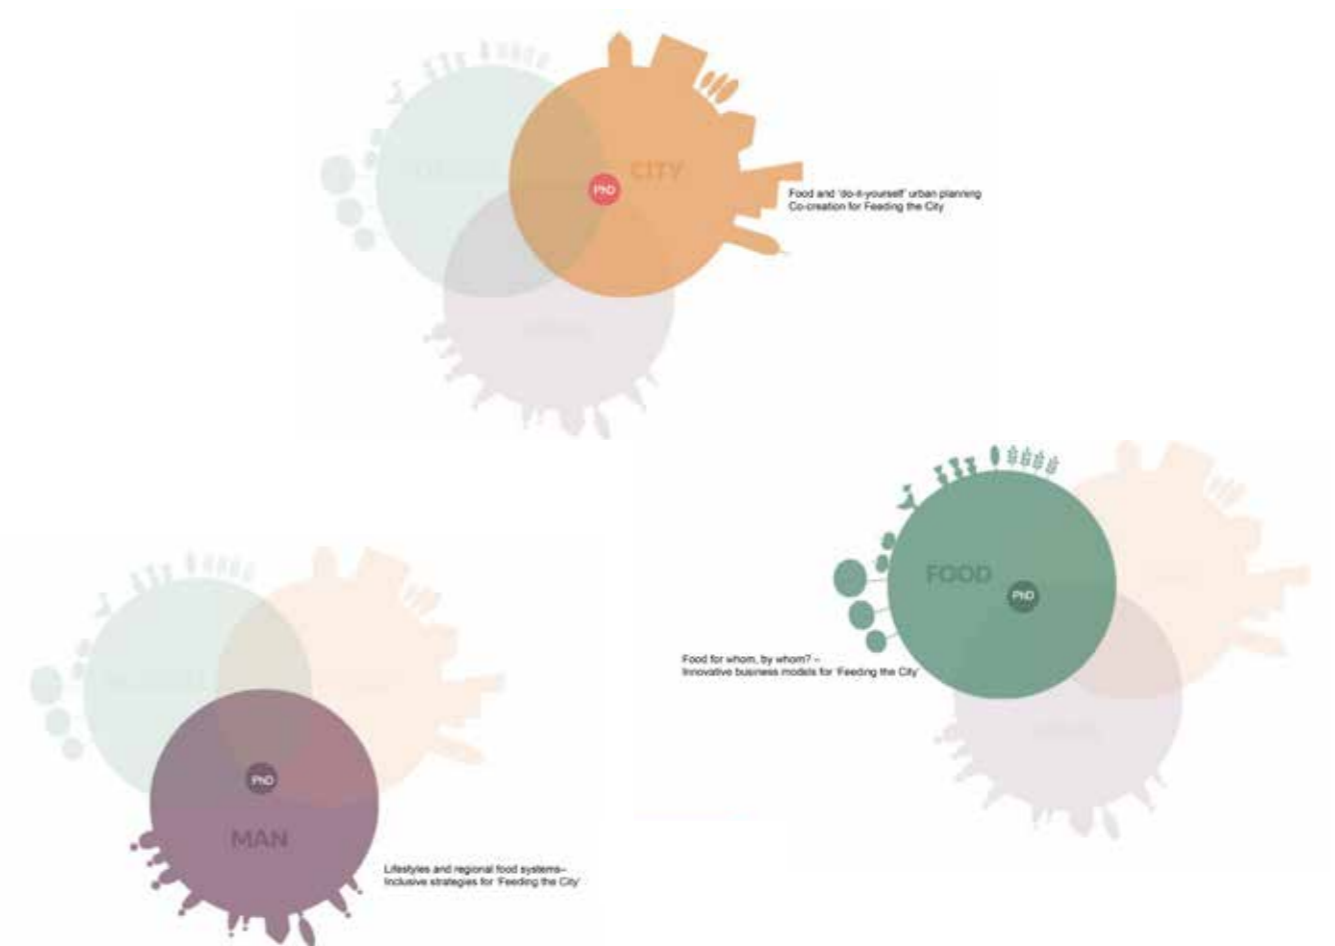 CITY
PhD
Food and 'do-it-yourself' urban planning
Co-creation for Feeding the City
FOOD
PhD
Food for whom, by whom? –
Innovative business models for 'Feeding the City'
PhD
MAN
Lifestyles and regional food systems–
Inclusive strategies for 'Feeding the City'